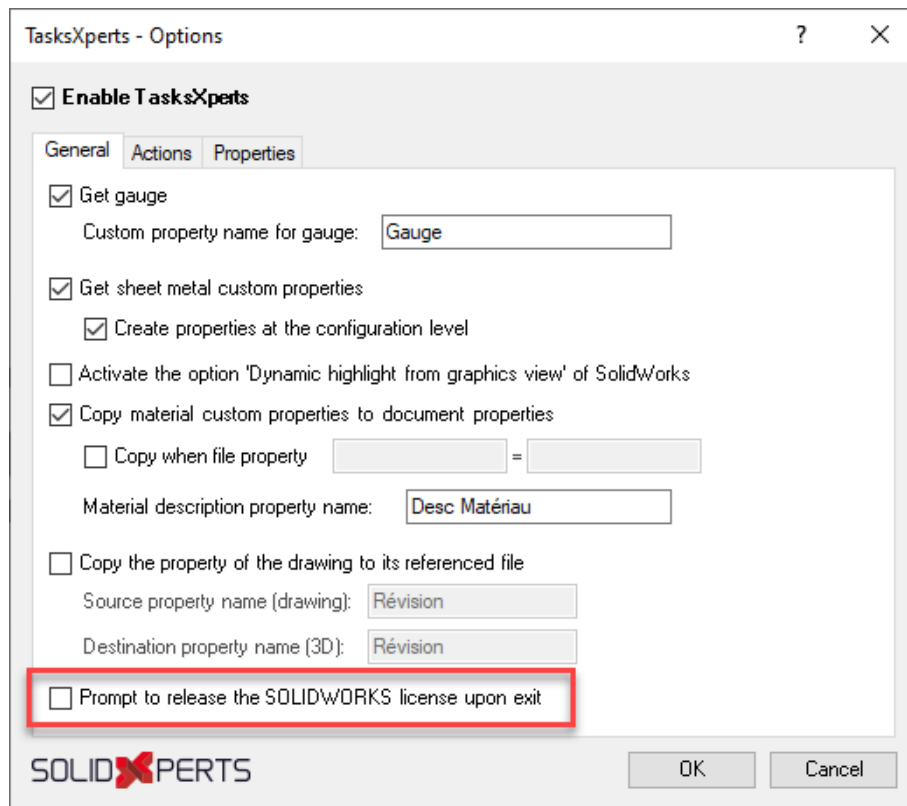 TasksXperts - Options ? X
Enable TasksXperts
General Actions Properties
Get gauge
Custom property name for gauge: Gauge
Get sheet metal custom properties
Create properties at the configuration level
Activate the option 'Dynamic highlight from graphics view' of SolidWorks
Copy material custom properties to document properties
Copy when file property =
Material description property name: Desc Matériau
Copy the property of the drawing to its referenced file
Source property name (drawing): Révision
Destination property name (3D): Révision
Prompt to release the SOLIDWORKS license upon exit
SOLIDXPERTS OK Cancel